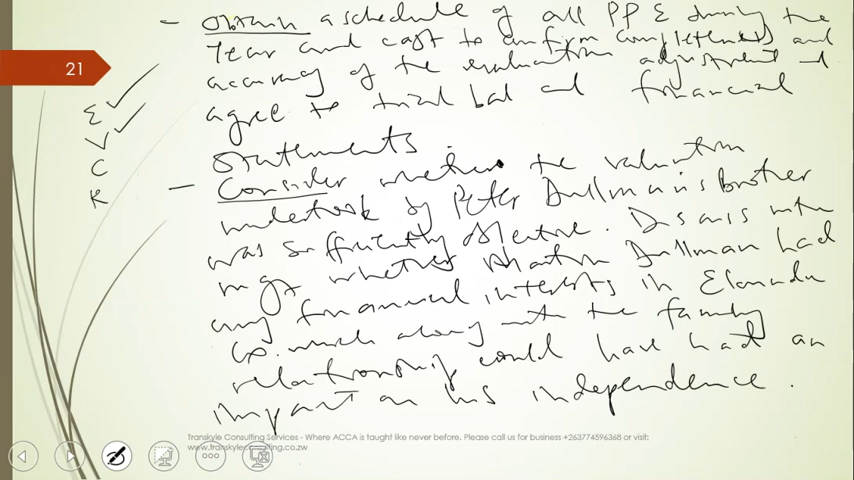 - Obtain a schedule of all PPE during the
Year and cast to confirm completeness and
accuracy of the revaluation adjustment and
agree to trial bal and financial
statements.
21
E ✓
V ✓
C
R
- Consider whether the valuation
undertook by Peter Dullman's brother
was sufficiently objective. Discuss with
mgt whether Dullman had
any financial interests in
Co. which along with the family
relationship could have had an
impact on his independence.
Transkyle Consulting Services - Where ACCA is taught like never before. Please call us for business +263774596368 or visit:
www.transkyleconsulting.co.zw